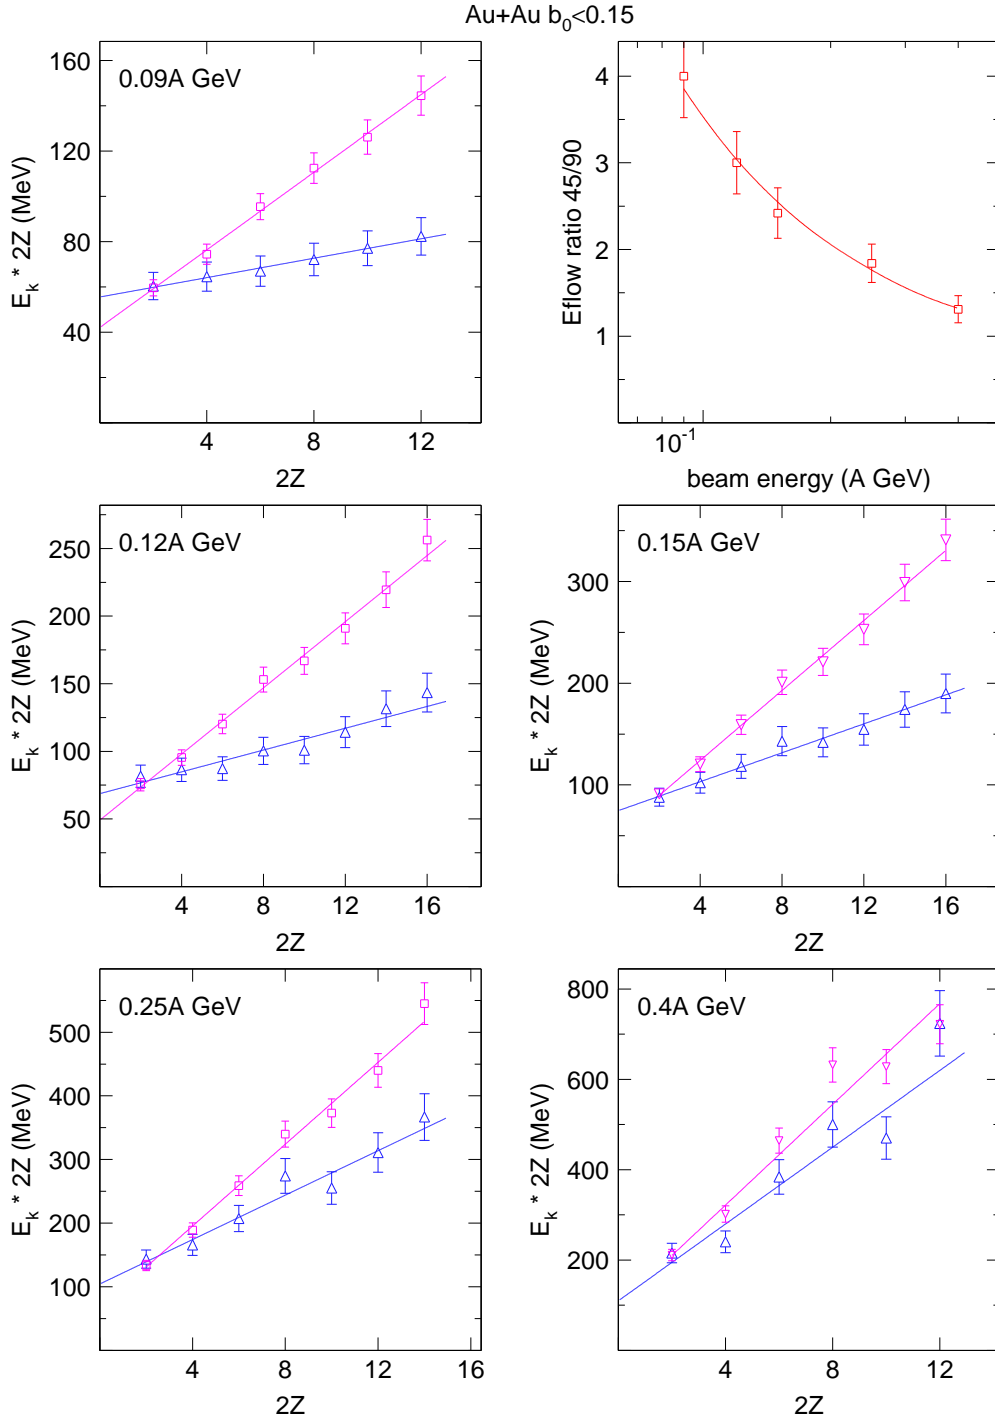 Au+Au b0<0.15
0.09A GeV
160
120
80
40
4 8 12
Ek * 2Z (MeV)
2Z
4
3
2
1
10-1
Eflow ratio 45/90
beam energy (A GeV)
0.12A GeV
250
200
150
100
50
4 8 12 16
Ek * 2Z (MeV)
2Z
0.15A GeV
300
200
100
4 8 12 16
Ek * 2Z (MeV)
2Z
0.25A GeV
500
400
300
200
100
4 8 12 16
Ek * 2Z (MeV)
2Z
0.4A GeV
800
600
400
200
4 8 12
Ek * 2Z (MeV)
2Z